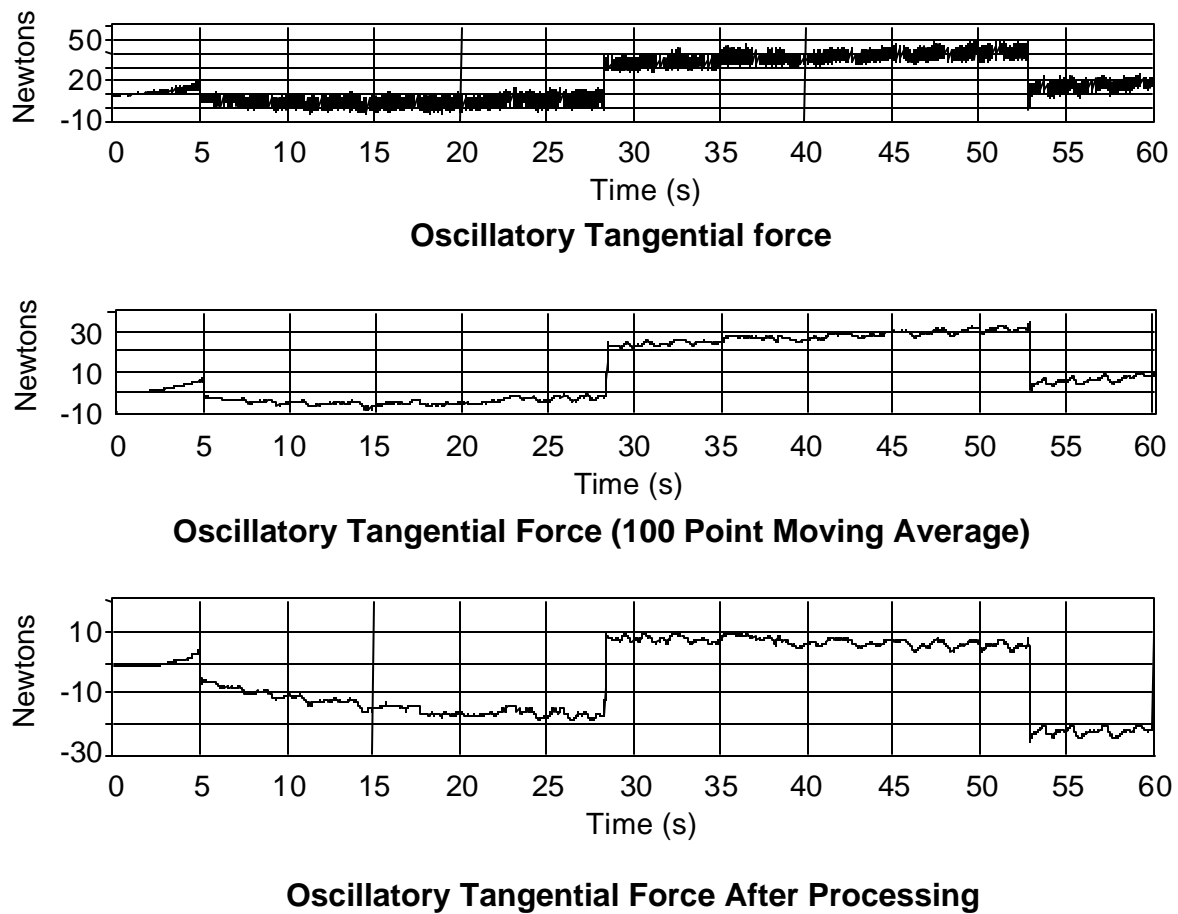 Newtons
50
20
-10
0 5 10 15 20 25 30 35 40 45 50 55 60
Time (s)
Oscillatory Tangential force
Newtons
30
10
-10
0 5 10 15 20 25 30 35 40 45 50 55 60
Time (s)
Oscillatory Tangential Force (100 Point Moving Average)
Newtons
10
-10
-30
0 5 10 15 20 25 30 35 40 45 50 55 60
Time (s)
Oscillatory Tangential Force After Processing